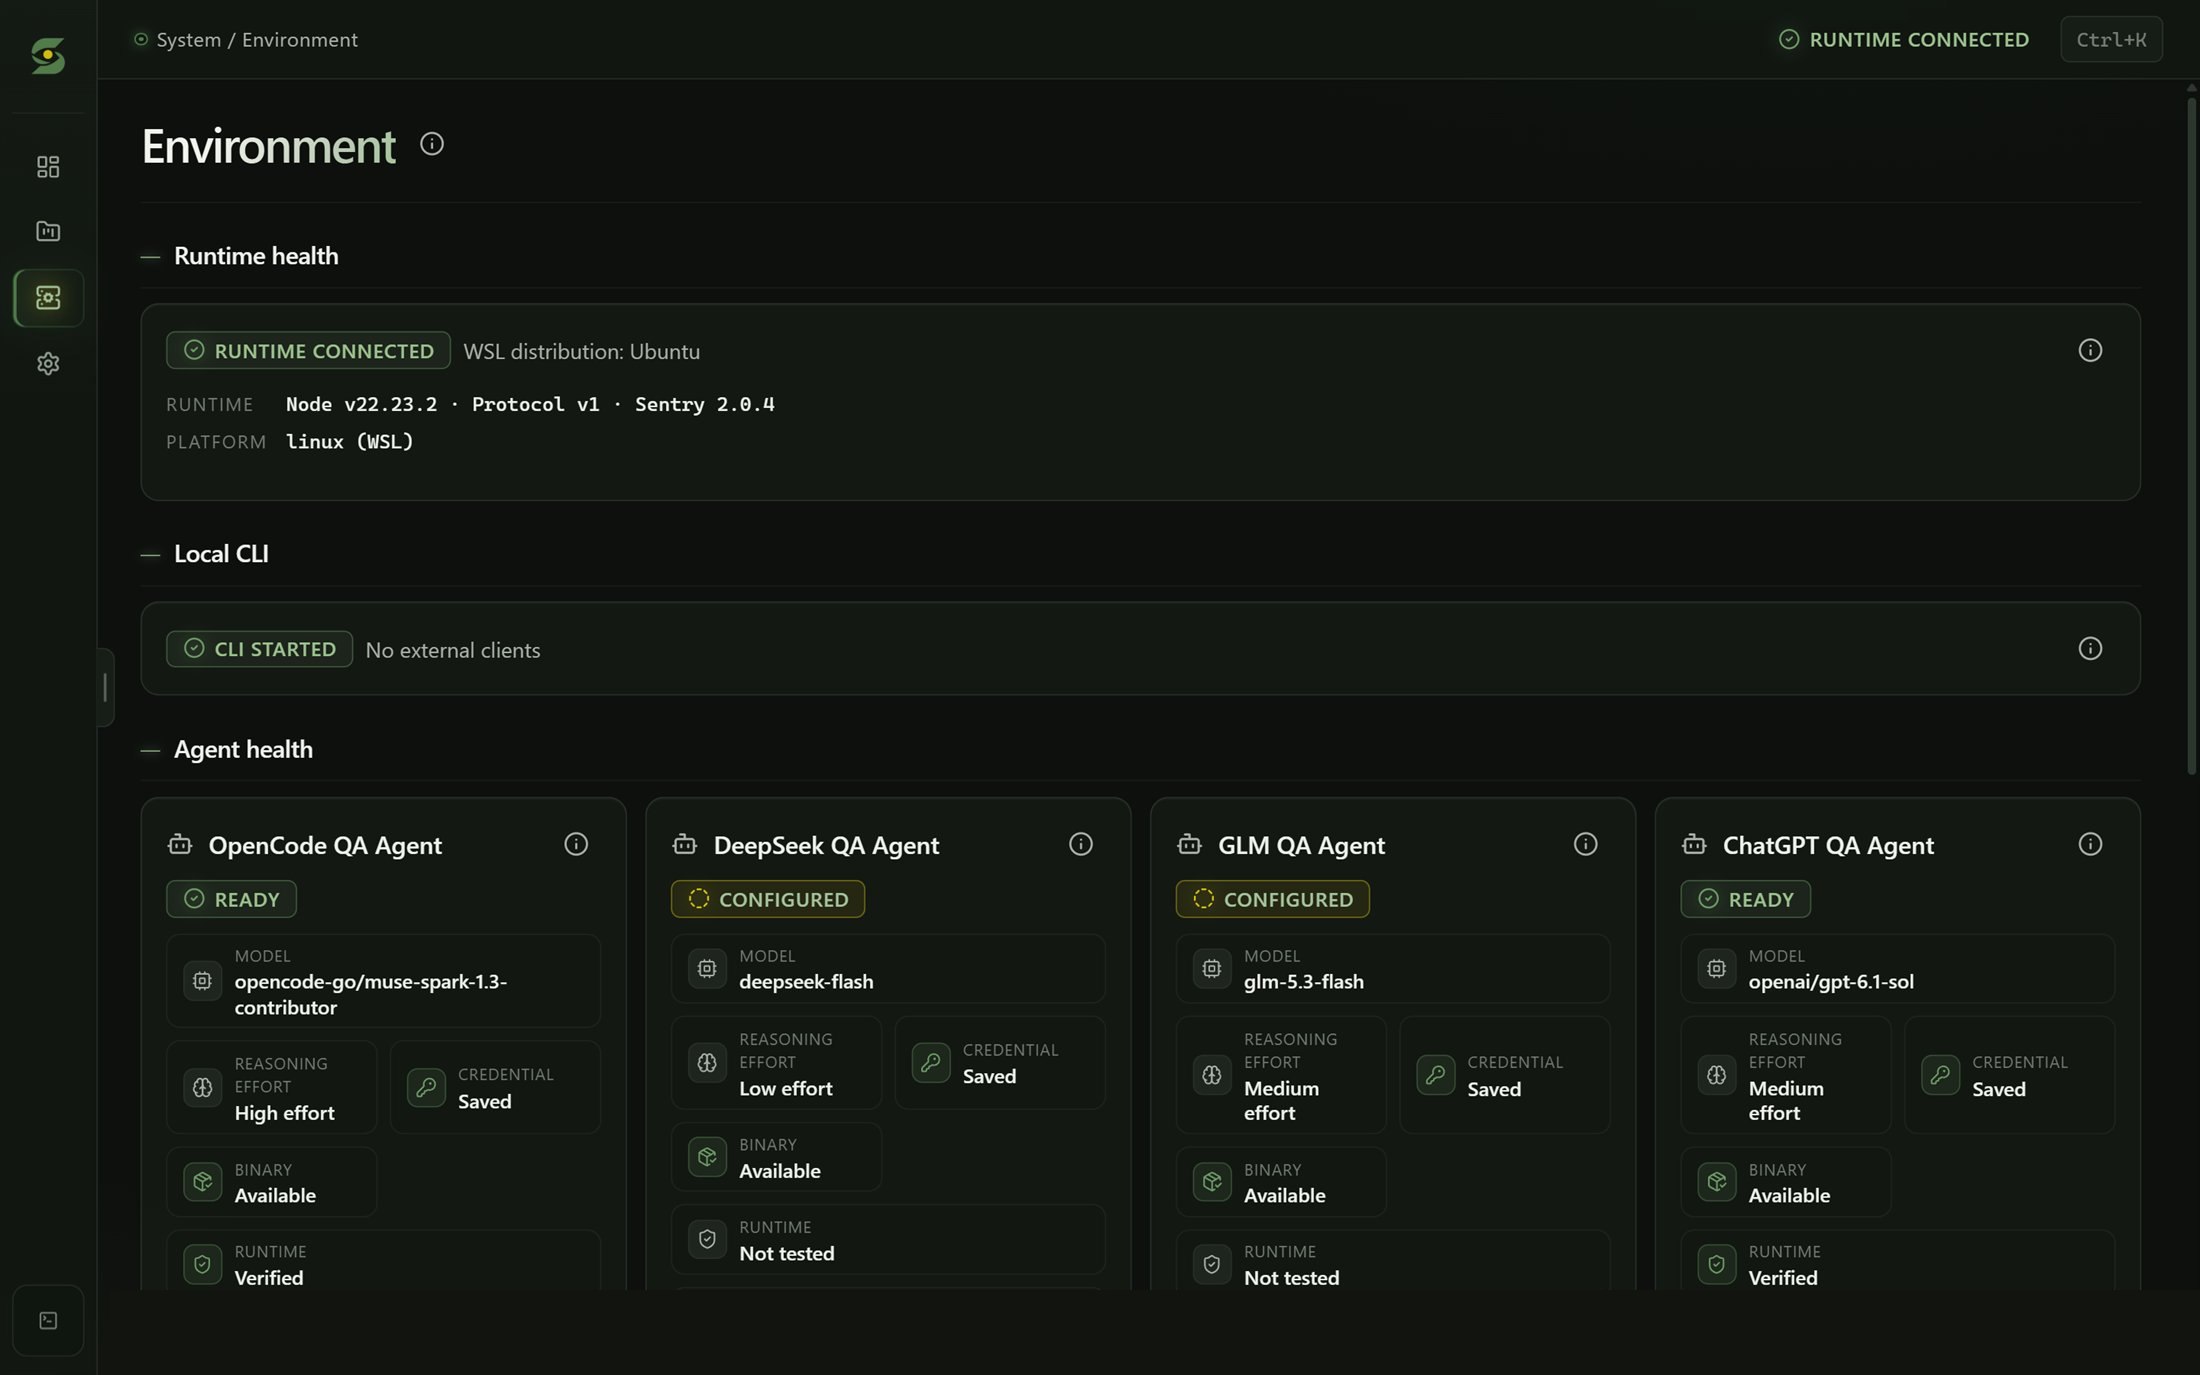 System / Environment
RUNTIME CONNECTED
Ctrl+K
Environment
Runtime health
RUNTIME CONNECTED
WSL distribution: Ubuntu
RUNTIME
Node v22.23.2 · Protocol v1 · Sentry 2.0.4
PLATFORM
linux (WSL)
Local CLI
CLI STARTED
No external clients
Agent health
OpenCode QA Agent
READY
MODEL
opencode-go/muse-spark-1.3-
contributor
REASONING
EFFORT
High effort
CREDENTIAL
Saved
BINARY
Available
RUNTIME
Verified
DeepSeek QA Agent
CONFIGURED
MODEL
deepseek-flash
REASONING
EFFORT
Low effort
CREDENTIAL
Saved
BINARY
Available
RUNTIME
Not tested
GLM QA Agent
CONFIGURED
MODEL
glm-5.3-flash
REASONING
EFFORT
Medium
effort
CREDENTIAL
Saved
BINARY
Available
RUNTIME
Not tested
ChatGPT QA Agent
READY
MODEL
openai/gpt-6.1-sol
REASONING
EFFORT
Medium
effort
CREDENTIAL
Saved
BINARY
Available
RUNTIME
Verified